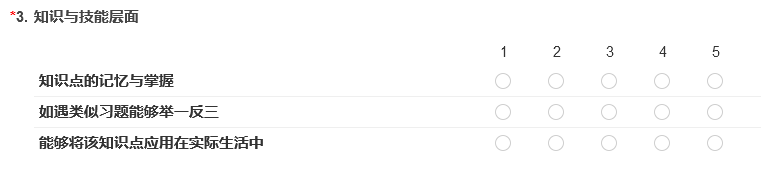 *3. 知识与技能层面
1 2 3 4 5
知识点的记忆与掌握
如遇类似习题能够举一反三
能够将该知识点应用在实际生活中